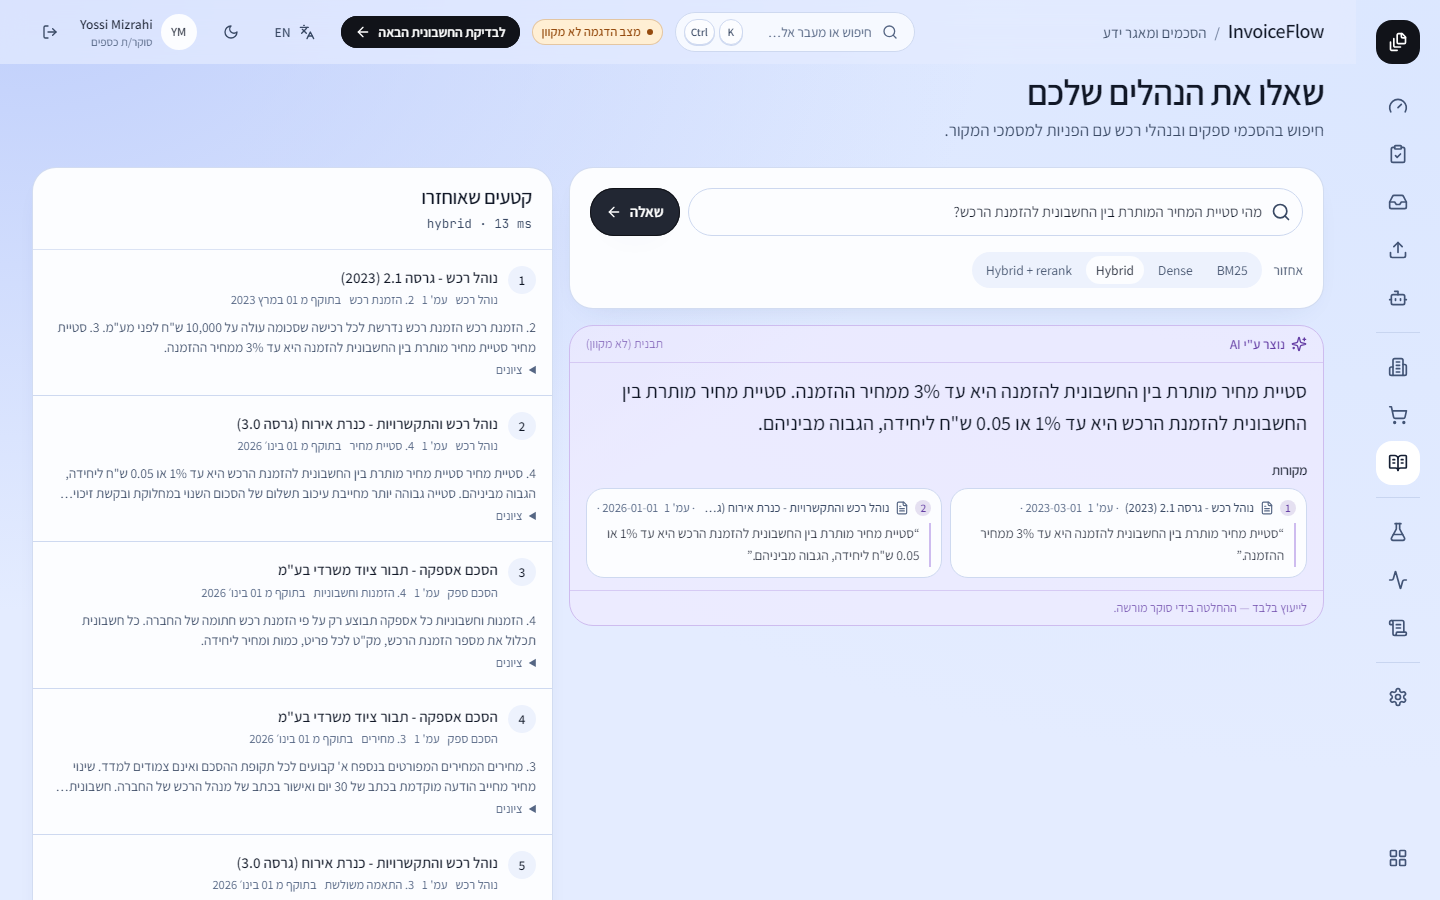 InvoiceFlow / הסכמים ומאגר ידע
חיפוש או מעבר אל… Ctrl K
מצב הדגמה לא מקוון
לבדיקת החשבונית הבאה
EN
Yossi Mizrahi
סוקר/ת כספים
YM
שאלו את הנהלים שלכם
חיפוש בהסכמי ספקים ובנהלי רכש עם הפניות למסמכי המקור.
מהי סטיית המחיר המותרת בין החשבונית להזמנת הרכש?
שאלה
אחזור
BM25 Dense Hybrid Hybrid + rerank
נוצר ע"י AI
תבנית (לא מקוון)
סטיית מחיר מותרת בין החשבונית להזמנה היא עד 3% ממחיר ההזמנה. סטיית מחיר מותרת בין
החשבונית להזמנת הרכש היא עד 1% או 0.05 ש"ח ליחידה, הגבוה מביניהם.
מקורות
1 נוהל רכש - גרסה 2.1 (2023) · עמ' 1 2023-03-01 ·
“סטיית מחיר מותרת בין החשבונית להזמנה היא עד 3% ממחיר
ההזמנה.”
2 נוהל רכש והתקשרויות - כנרת אירוח (ג… · עמ' 1 2026-01-01 ·
“סטיית מחיר מותרת בין החשבונית להזמנת הרכש היא עד 1% או
0.05 ש"ח ליחידה, הגבוה מביניהם.”
לייעוץ בלבד — ההחלטה בידי סוקר מורשה.
קטעים שאוחזרו
hybrid · 13 ms
1
נוהל רכש - גרסה 2.1 (2023)
נוהל רכש עמ' 1 2. הזמנת רכש בתוקף מ 01 במרץ 2023
2. הזמנת רכש הזמנת רכש נדרשת לכל רכישה שסכומה עולה על 10,000 ש"ח לפני מע"מ. 3. סטיית
מחיר סטיית מחיר מותרת בין החשבונית להזמנה היא עד 3% ממחיר ההזמנה.
ציונים
2
נוהל רכש והתקשרויות - כנרת אירוח (גרסה 3.0)
נוהל רכש עמ' 1 4. סטיית מחיר בתוקף מ 01 בינו׳ 2026
4. סטיית מחיר סטיית מחיר מותרת בין החשבונית להזמנת הרכש היא עד 1% או 0.05 ש"ח ליחידה,
הגבוה מביניהם. סטייה גבוהה יותר מחייבת עיכוב תשלום של הסכום השנוי במחלוקת ובקשת זיכוי…
ציונים
3
הסכם אספקה - תבור ציוד משרדי בע"מ
הסכם ספק עמ' 1 4. הזמנות וחשבוניות בתוקף מ 01 בינו׳ 2026
4. הזמנות וחשבוניות כל אספקה תבוצע רק על פי הזמנת רכש חתומה של החברה. כל חשבונית
תכלול את מספר הזמנת הרכש, מק"ט לכל פריט, כמות ומחיר ליחידה.
ציונים
4
הסכם אספקה - תבור ציוד משרדי בע"מ
הסכם ספק עמ' 1 3. מחירים בתוקף מ 01 בינו׳ 2026
3. מחירים המחירים המפורטים בנספח א' קבועים לכל תקופת ההסכם ואינם צמודים למדד. שינוי
מחיר מחייב הודעה מוקדמת בכתב של 30 יום ואישור בכתב של מנהל הרכש של החברה. חשבונית…
ציונים
5
נוהל רכש והתקשרויות - כנרת אירוח (גרסה 3.0)
נוהל רכש עמ' 1 3. התאמה משולשת בתוקף מ 01 בינו׳ 2026